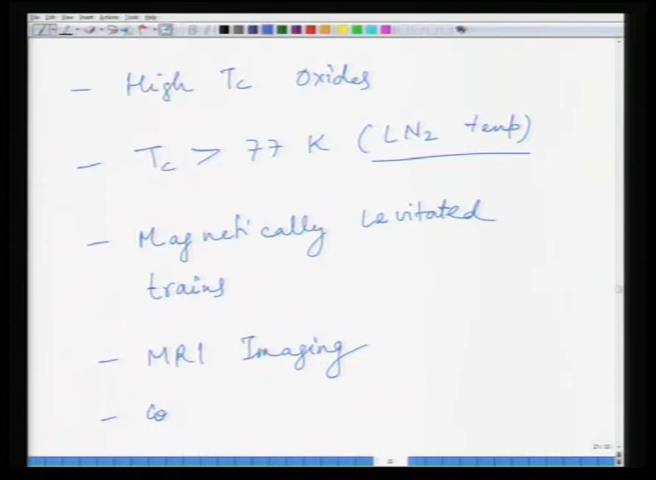 - High Tc Oxides
- Tc > 77 K (LN2 temp)
- Magnetically Levitated
trains
- MRI Imaging
- Co